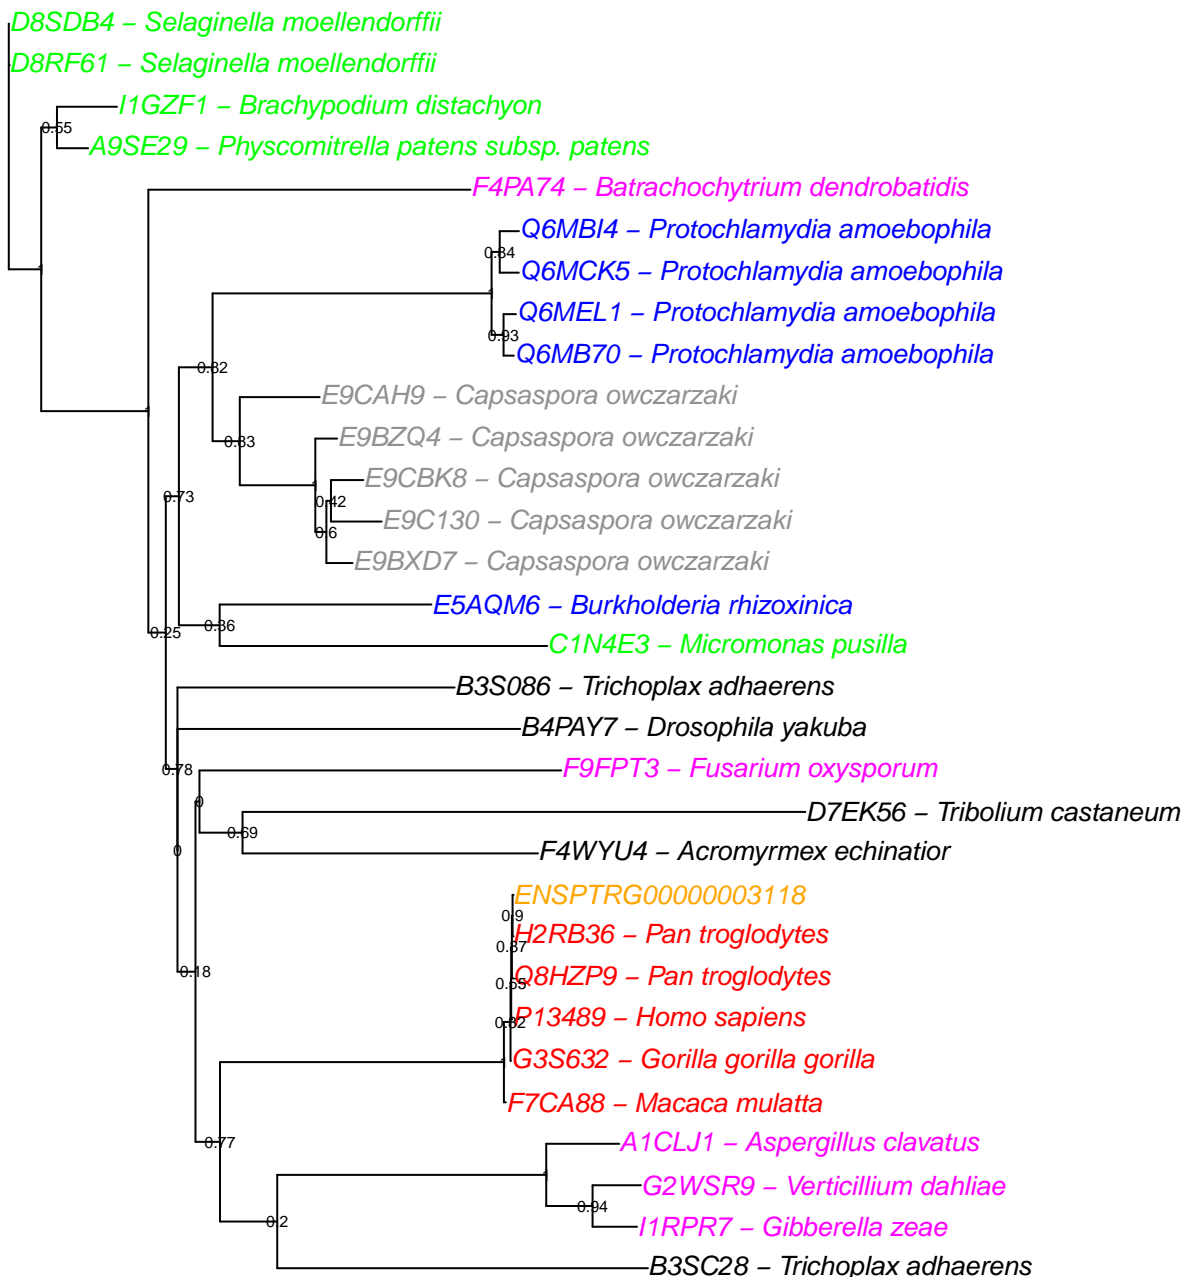 D8SDB4 – Selaginella moellendorffii
D8RF61 – Selaginella moellendorffii
I1GZF1 – Brachypodium distachyon
0.55
A9SE29 – Physcomitrella patens subsp. patens
F4PA74 – Batrachochytrium dendrobatidis
Q6MBI4 – Protochlamydia amoebophila
0.84
Q6MCK5 – Protochlamydia amoebophila
1
1
Q6MEL1 – Protochlamydia amoebophila
0.93
Q6MB70 – Protochlamydia amoebophila
0.82
E9CAH9 – Capsaspora owczarzaki
1
E9BZQ4 – Capsaspora owczarzaki
0.83
E9CBK8 – Capsaspora owczarzaki
1
0.73
0.42
E9C130 – Capsaspora owczarzaki
0.6
E9BXD7 – Capsaspora owczarzaki
E5AQM6 – Burkholderia rhizoxinica
0.36
0.25
C1N4E3 – Micromonas pusilla
B3S086 – Trichoplax adhaerens
B4PAY7 – Drosophila yakuba
0.78
F9FPT3 – Fusarium oxysporum
0
D7EK56 – Tribolium castaneum
0.69
0
F4WYU4 – Acromyrmex echinatior
ENSPTRG00000003118
0.9
H2RB36 – Pan troglodytes
0.87
0.18
Q8HZP9 – Pan troglodytes
0.55
P13489 – Homo sapiens
0.82
G3S632 – Gorilla gorilla gorilla
1
F7CA88 – Macaca mulatta
0.77
A1CLJ1 – Aspergillus clavatus
1
G2WSR9 – Verticillium dahliae
0.94
0.2
I1RPR7 – Gibberella zeae
B3SC28 – Trichoplax adhaerens